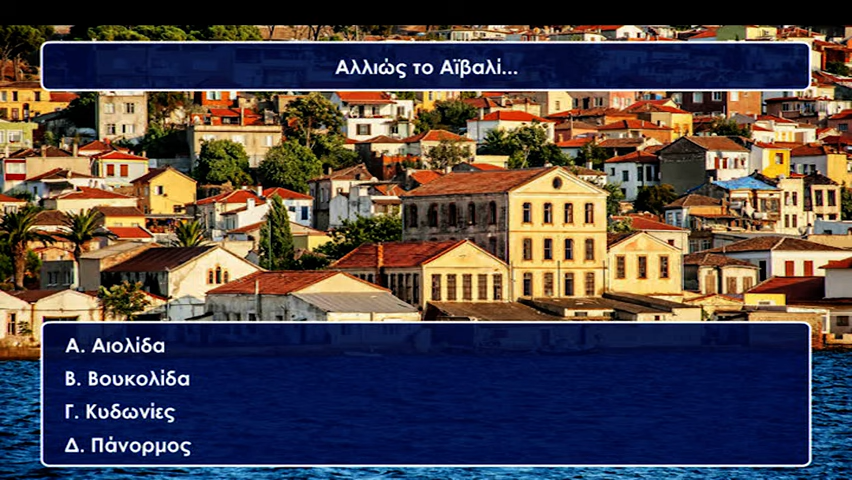 Αλλιώς το Αϊβαλί...
Α. Αιολίδα
Β. Βουκολίδα
Γ. Κυδωνίες
Δ. Πάνορμος